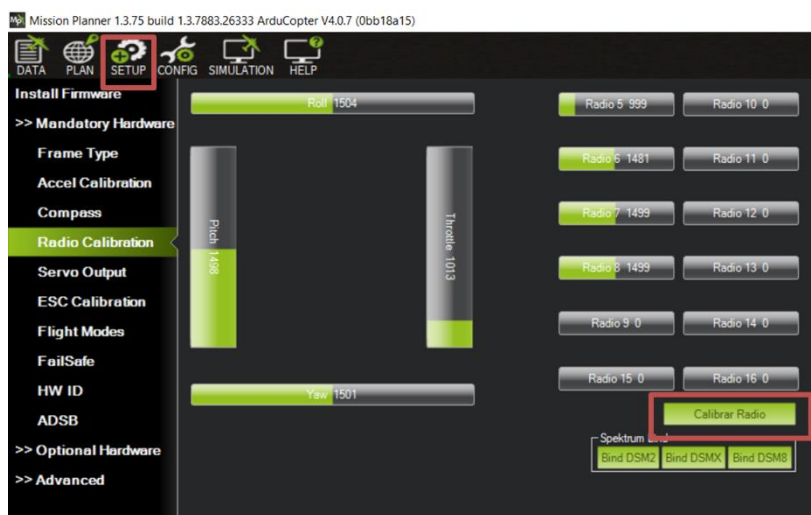 Mission Planner 1.3.75 build 1.3.7883.26333 ArduCopter V4.0.7 (0bb18a15)
DATA PLAN SETUP CONFIG SIMULATION HELP
Install Firmware
>> Mandatory Hardware
Frame Type
Accel Calibration
Compass
Radio Calibration
Servo Output
ESC Calibration
Flight Modes
FailSafe
HW ID
ADSB
>> Optional Hardware
>> Advanced
Roll 1504
Pitch 1498
Throttle 1013
Yaw 1501
Radio 5 999 Radio 10 0
Radio 6 1481 Radio 11 0
Radio 7 1499 Radio 12 0
Radio 8 1499 Radio 13 0
Radio 9 0 Radio 14 0
Radio 15 0 Radio 16 0
Calibrar Radio
Spektrum
Bind DSM2 Bind DSMX Bind DSM8